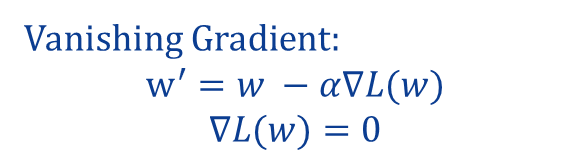 Vanishing Gradient:
w′ = w − α∇L(w)
∇L(w) = 0